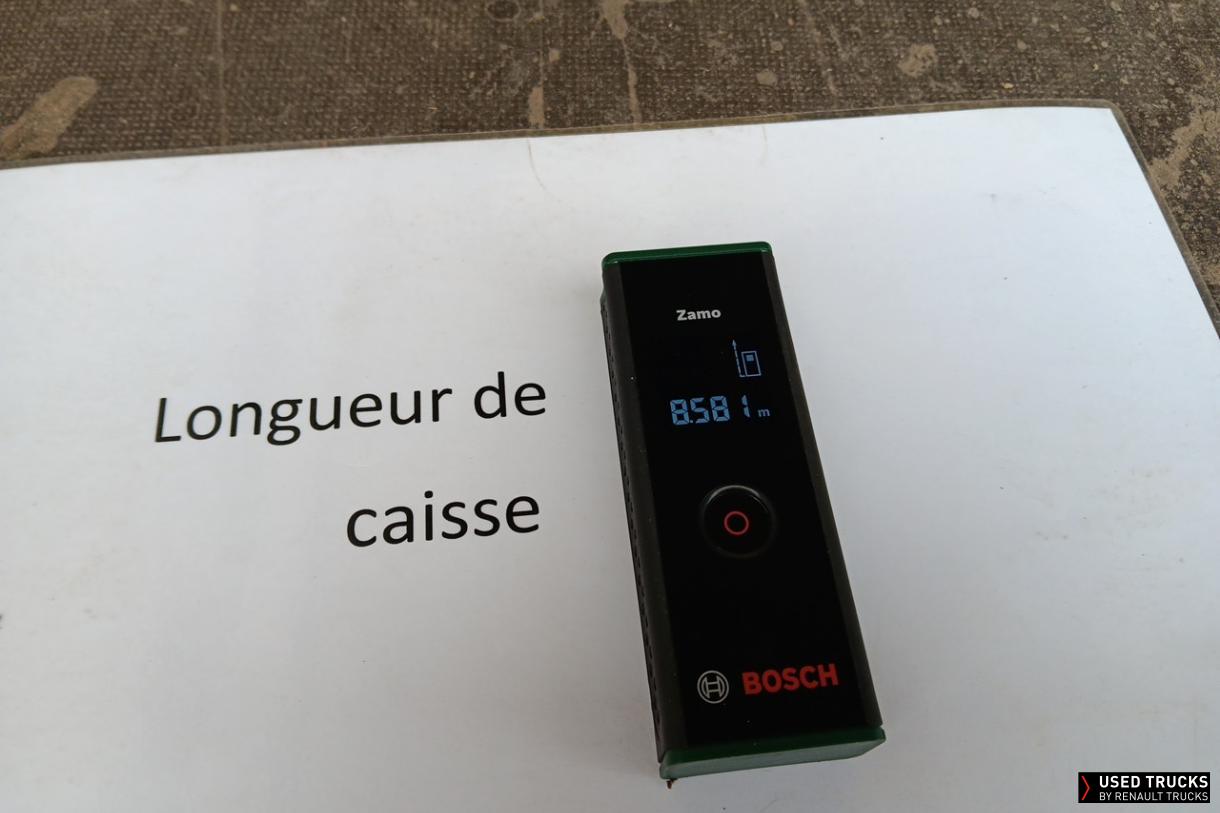 Longueur de
caisse
Zamo
8.581 m
BOSCH
USED TRUCKS
BY RENAULT TRUCKS